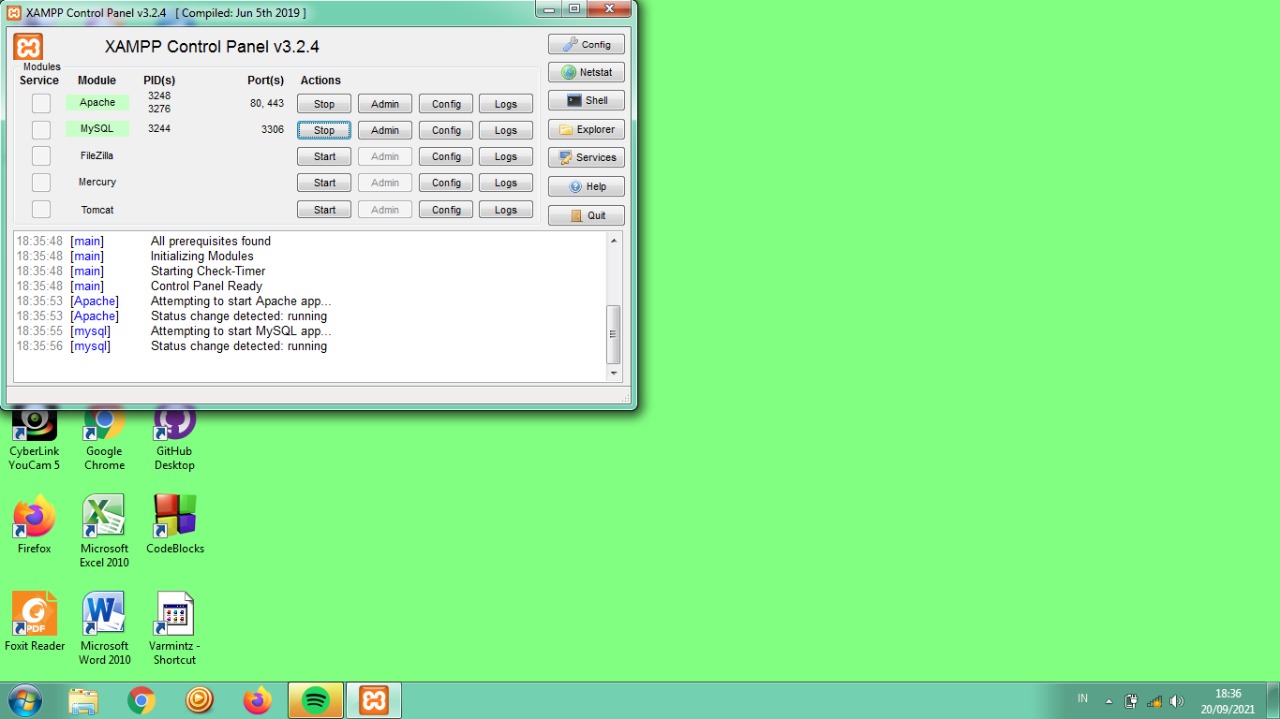 XAMPP Control Panel v3.2.4 [ Compiled: Jun 5th 2019 ]
XAMPP Control Panel v3.2.4
Config
Modules
Service Module PID(s) Port(s) Actions
Netstat
Apache 3248 3276 80, 443 Stop Admin Config Logs
Shell
MySQL 3244 3306 Stop Admin Config Logs
Explorer
FileZilla Start Admin Config Logs
Services
Mercury Start Admin Config Logs
Help
Tomcat Start Admin Config Logs
Quit
18:35:48 [main] All prerequisites found
18:35:48 [main] Initializing Modules
18:35:48 [main] Starting Check-Timer
18:35:48 [main] Control Panel Ready
18:35:53 [Apache] Attempting to start Apache app...
18:35:53 [Apache] Status change detected: running
18:35:55 [mysql] Attempting to start MySQL app...
18:35:56 [mysql] Status change detected: running
CyberLink YouCam 5
Google Chrome
GitHub Desktop
Firefox
Microsoft Excel 2010
CodeBlocks
PDF
Foxit Reader
Microsoft Word 2010
Varmintz - Shortcut
IN
18:36
20/09/2021